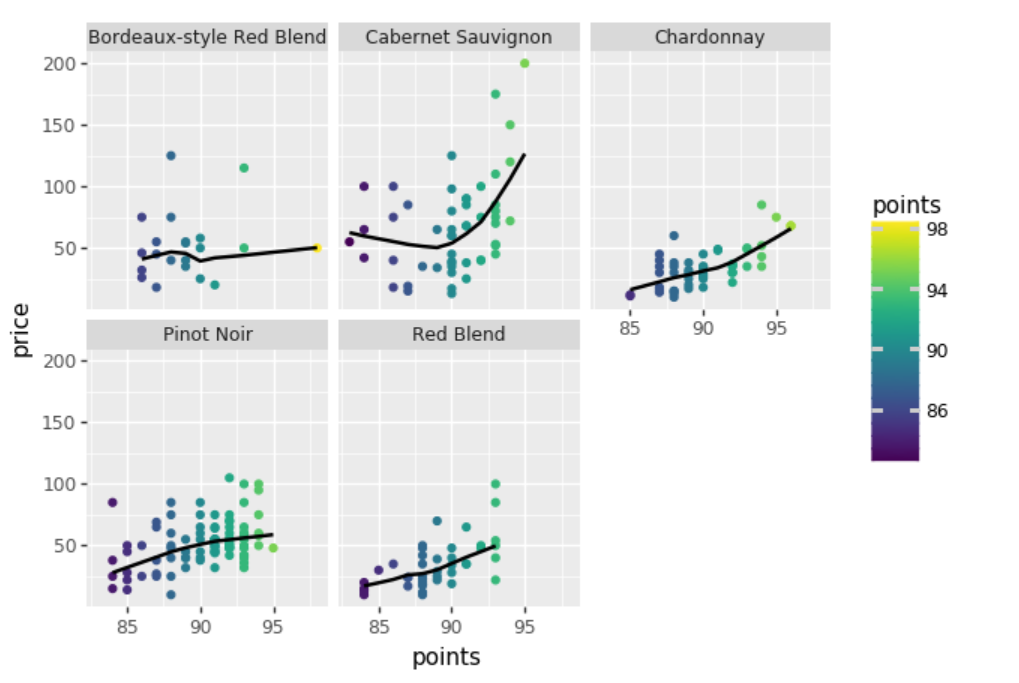 Bordeaux-style Red Blend Cabernet Sauvignon Chardonnay
200
150
100
50
85 90 95
price
Pinot Noir Red Blend
200
150
100
50
85 90 95 85 90 95
points
points
98
94
90
86